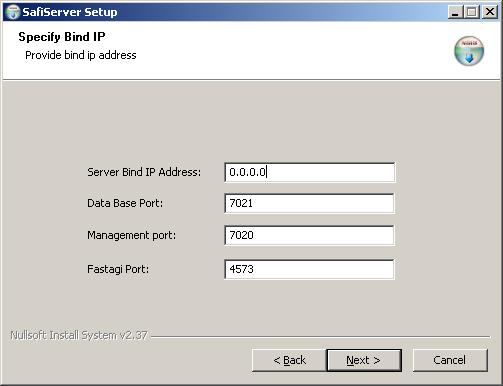 SafiServer Setup
Specify Bind IP
Provide bind ip address
Server Bind IP Address: 0.0.0.0
Data Base Port: 7021
Management port: 7020
Fastagi Port: 4573
Nullsoft Install System v2.37
< Back Next > Cancel